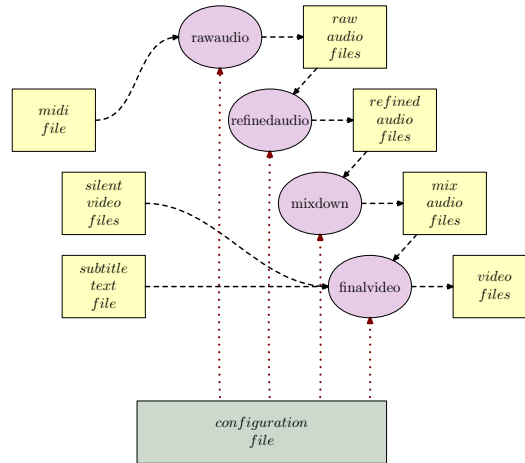 rawaudio
raw
audio
files
midi
file
refinedaudio
refined
audio
files
silent
video
files
mixdown
mix
audio
files
subtitle
text
file
finalvideo
video
files
configuration
file